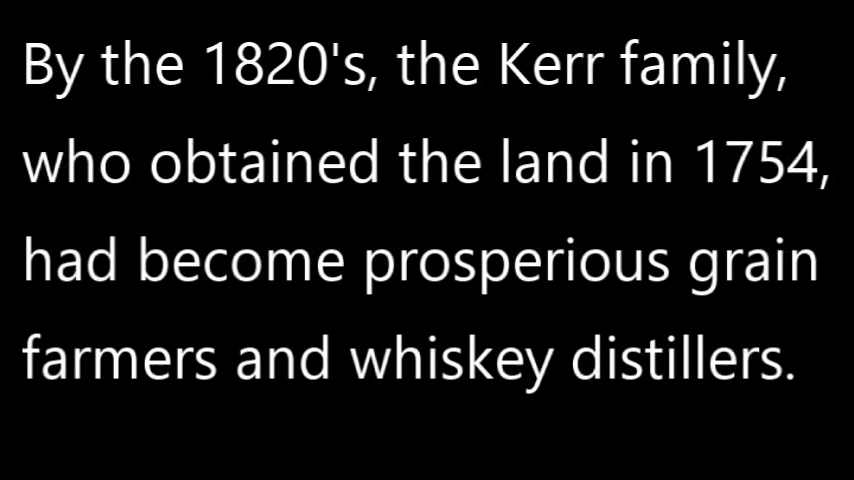 By the 1820's, the Kerr family,
who obtained the land in 1754,
had become prosperious grain
farmers and whiskey distillers.